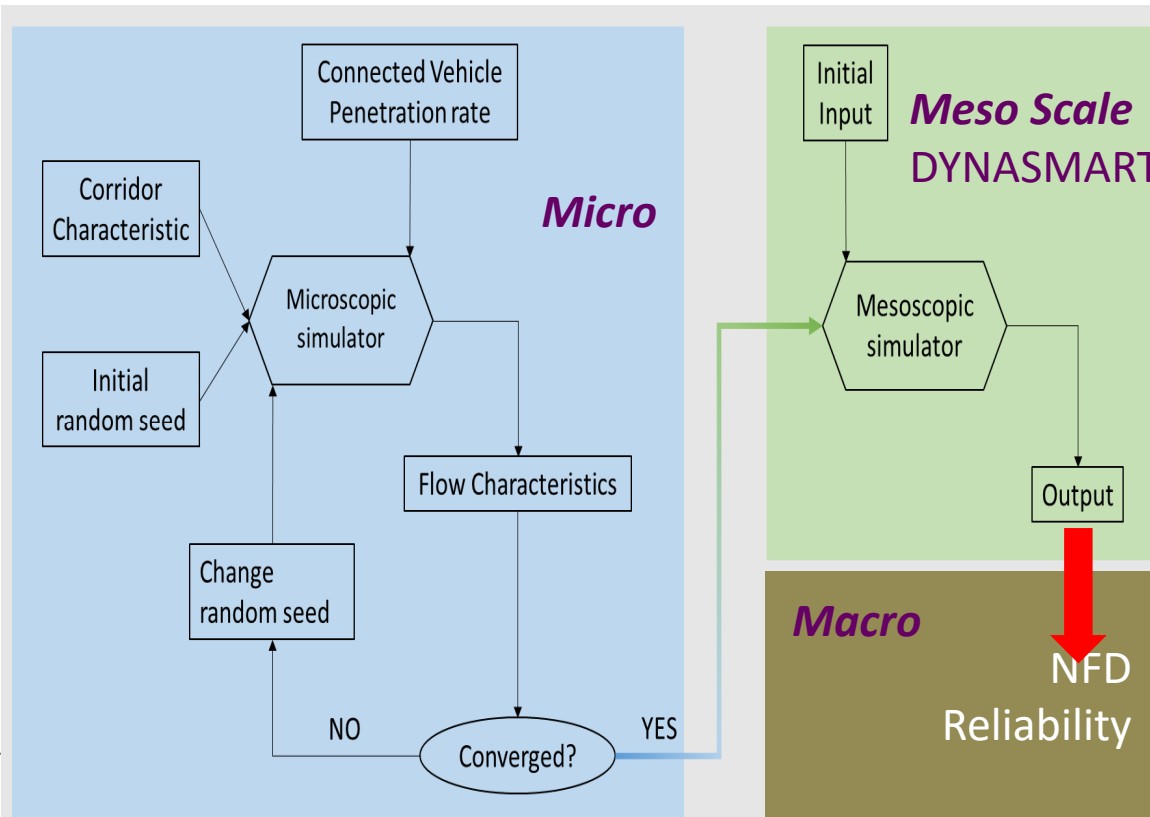 Connected Vehicle
Penetration rate
Corridor
Characteristic
Micro
Microscopic
simulator
Initial
random seed
Flow Characteristics
Change
random seed
NO
Converged?
YES
Initial
Input
Meso Scale
DYNASMART
Mesoscopic
simulator
Output
Macro
NFD
Reliability